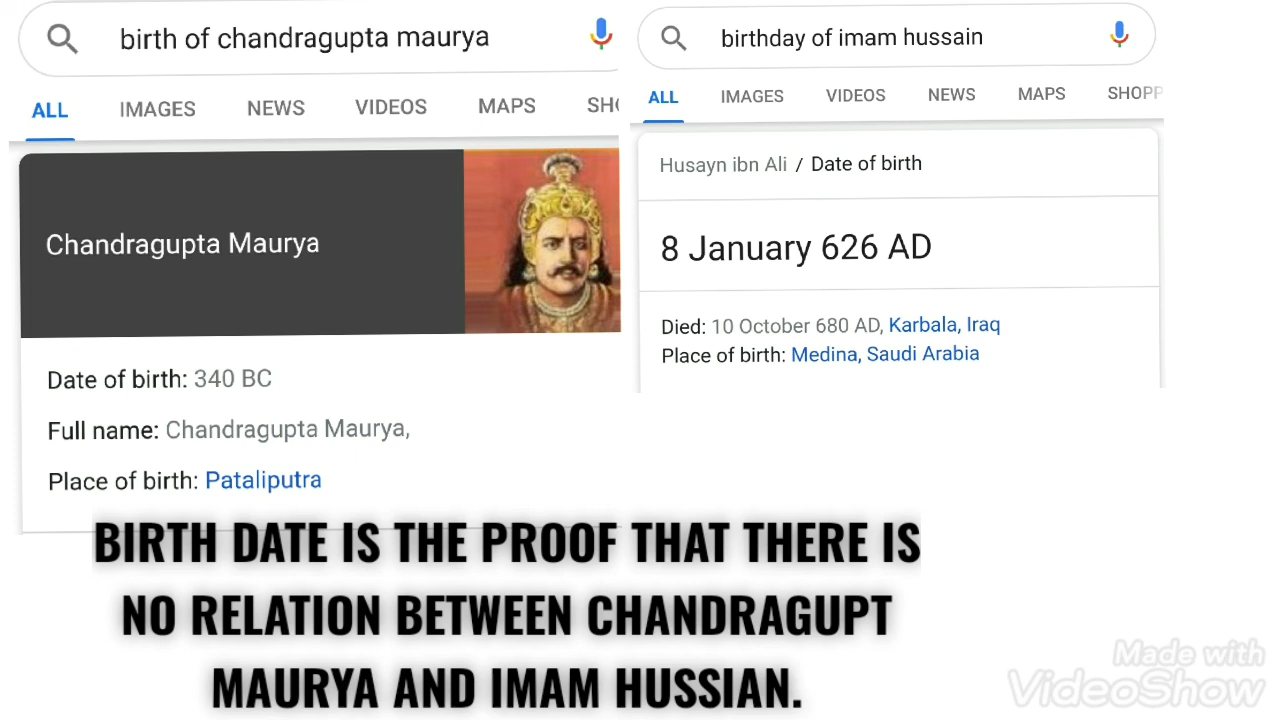 birth of chandragupta maurya
ALL IMAGES NEWS VIDEOS MAPS
Chandragupta Maurya
Date of birth: 340 BC
Full name: Chandragupta Maurya,
Place of birth: Pataliputra
birthday of imam hussain
ALL IMAGES VIDEOS NEWS MAPS SHOPP
Husayn ibn Ali / Date of birth
8 January 626 AD
Died: 10 October 680 AD, Karbala, Iraq
Place of birth: Medina, Saudi Arabia
BIRTH DATE IS THE PROOF THAT THERE IS
NO RELATION BETWEEN CHANDRAGUPT
MAURYA AND IMAM HUSSIAN.
Made with
VideoShow